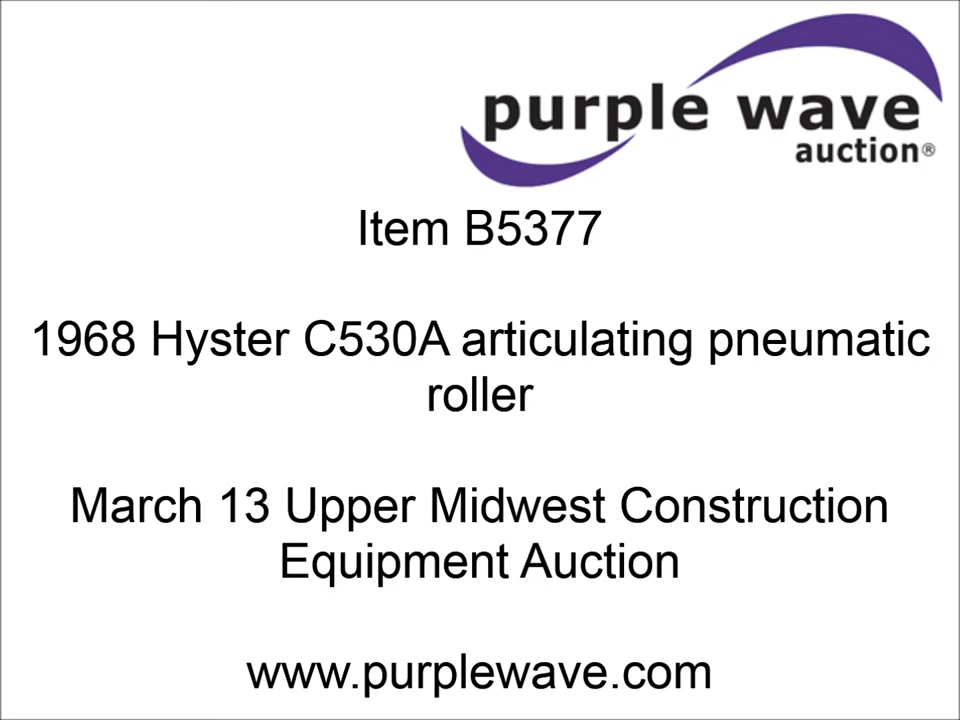 purple wave
auction®
Item B5377
1968 Hyster C530A articulating pneumatic
roller
March 13 Upper Midwest Construction
Equipment Auction
www.purplewave.com